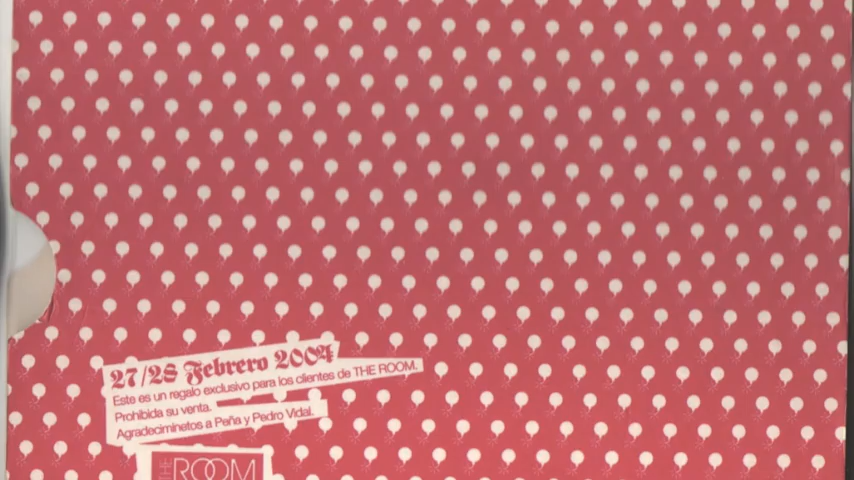 27/28 Febrero 2004
Este es un regalo exclusivo para los clientes de THE ROOM.
Prohibida su venta.
Agradeciminetos a Peña y Pedro Vidal.
THE ROOM